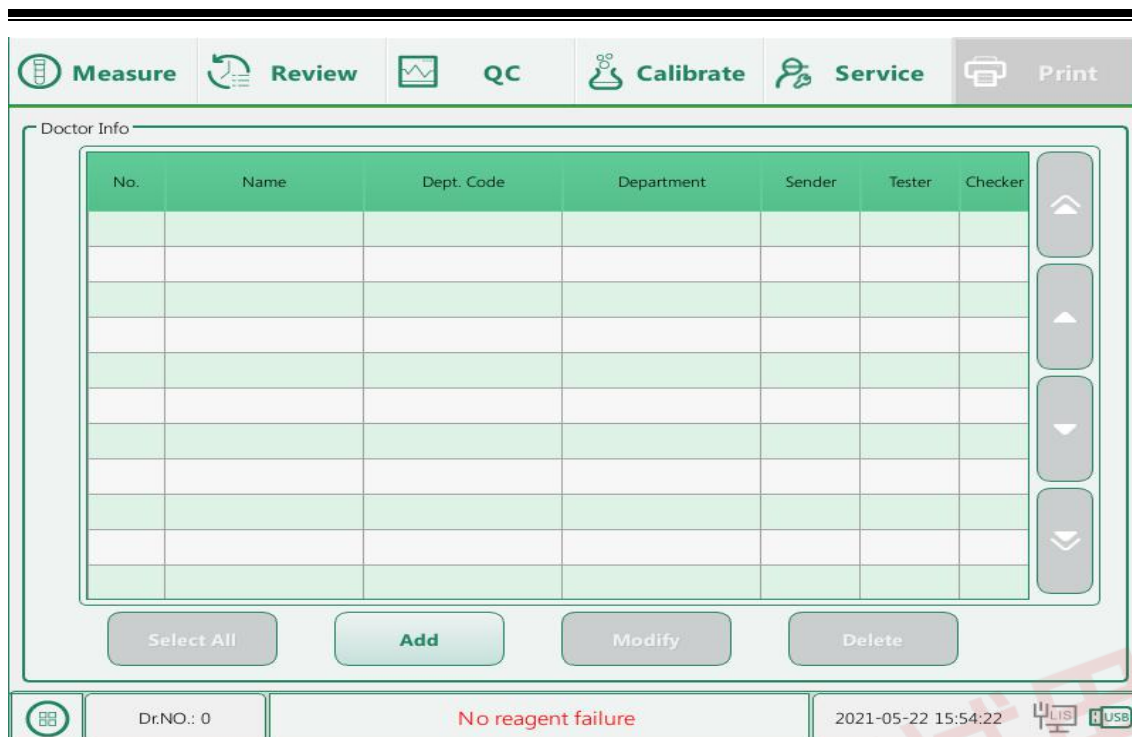 Measure Review QC Calibrate Service Print
Doctor Info
No. Name Dept. Code Department Sender Tester Checker
Select All Add Modify Delete
Dr.NO.: 0 No reagent failure 2021-05-22 15:54:22 LIS USB